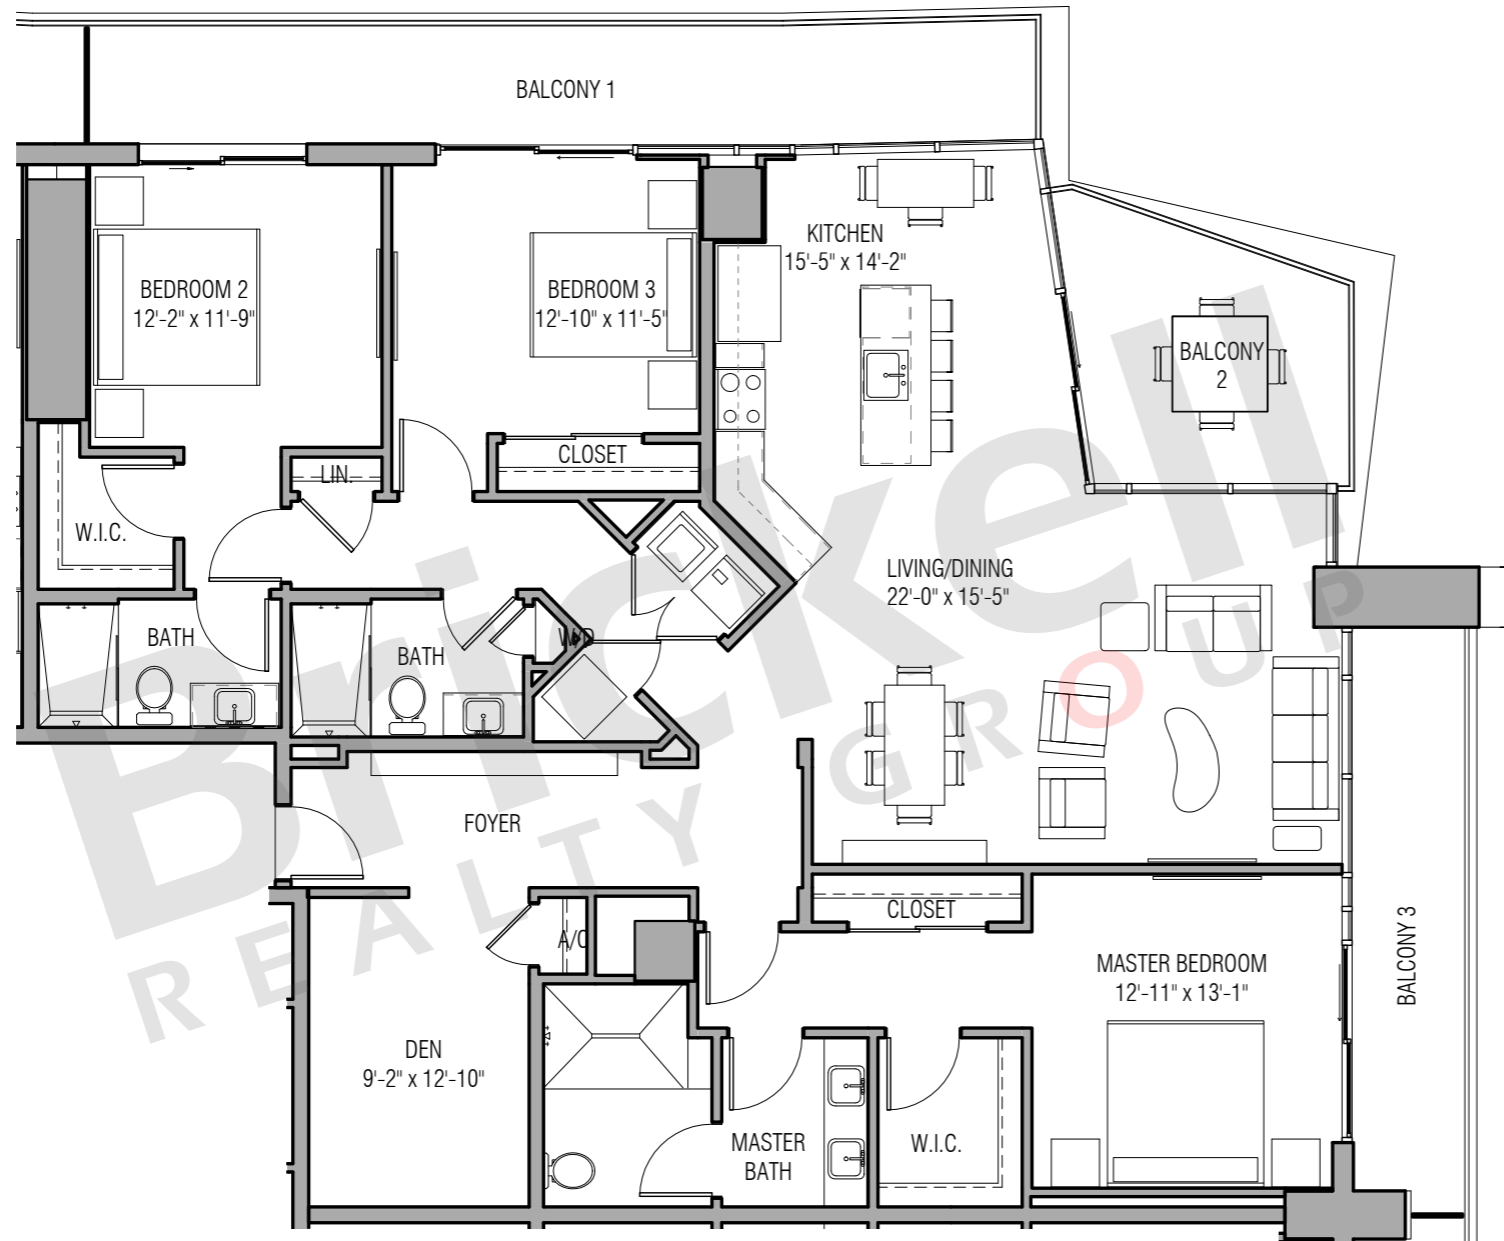 BALCONY 1
KITCHEN
15'-5" x 14'-2"
BEDROOM 2
12'-2" x 11'-9"
BEDROOM 3
12'-10" x 11'-5"
BALCONY
2
CLOSET
LIN.
W.I.C.
LIVING/DINING
22'-0" x 15'-5"
BATH
W/D
BATH
Brickell
REALTY GROUP
FOYER
CLOSET
A/C
MASTER BEDROOM
12'-11" x 13'-1"
BALCONY 3
DEN
9'-2" x 12'-10"
MASTER
BATH
W.I.C.